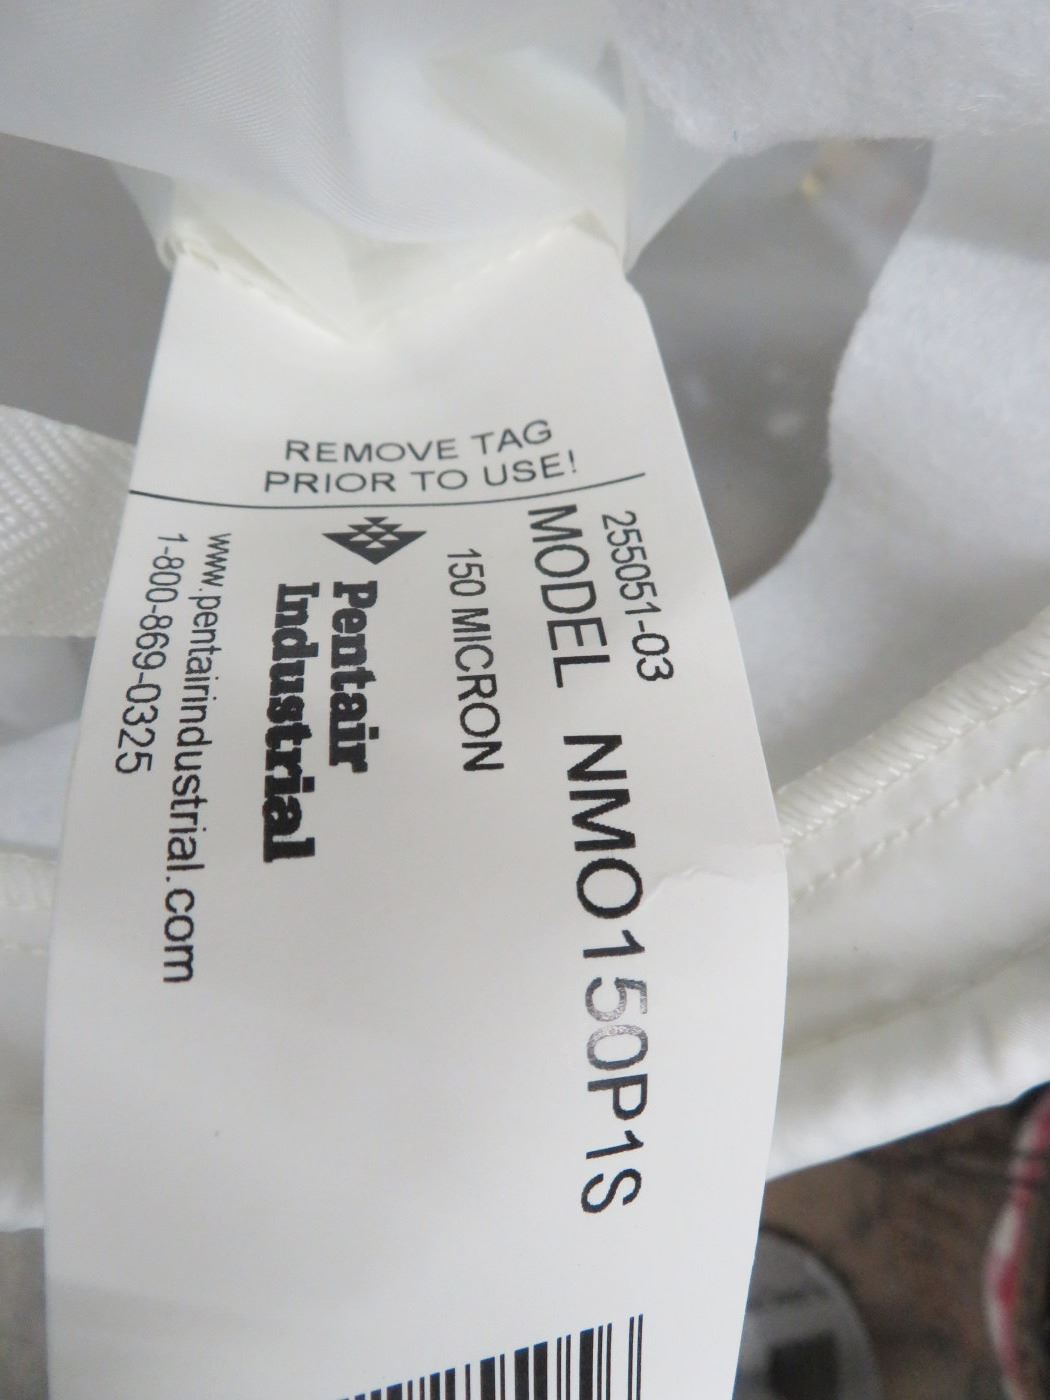 REMOVE TAG
PRIOR TO USE!
255051-03
MODEL NMO150P1S
150 MICRON
Pentair
Industrial
www.pentairindustrial.com
1-800-869-0325